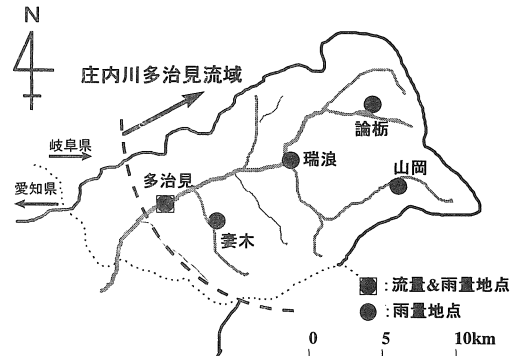 N
庄内川多治見流域
論栃
岐阜県
瑞浪
山岡
多治見
愛知県
妻木
:流量&雨量地点
:雨量地点
0 5 10km